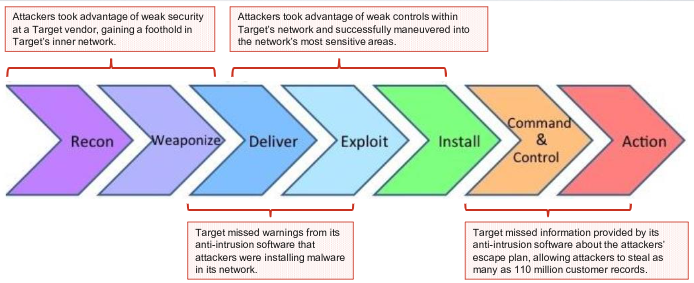 Attackers took advantage of weak security
at a Target vendor, gaining a foothold in
Target's inner network.
Attackers took advantage of weak controls within
Target's network and successfully maneuvered into
the network's most sensitive areas.
Recon
Weaponize
Deliver
Exploit
Install
Command
&
Control
Action
Target missed warnings from its
anti-intrusion software that
attackers were installing malware
in its network.
Target missed information provided by its
anti-intrusion software about the attackers'
escape plan, allowing attackers to steal as
many as 110 million customer records.